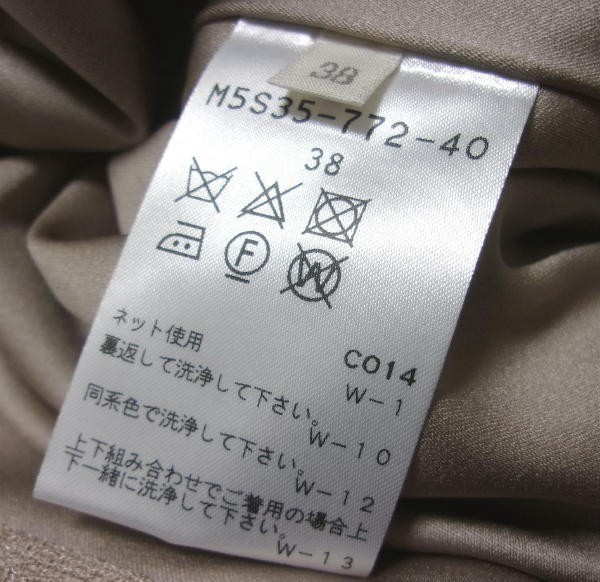 38
M5S35-772-40
38
F
W
C014
ネット使用 W-1
裏返して洗浄して下さい。 W-10
同系色で洗浄して下さい。 W-12
上下組み合わせでご着用の場合上
下一緒に洗浄して下さい。 W-13